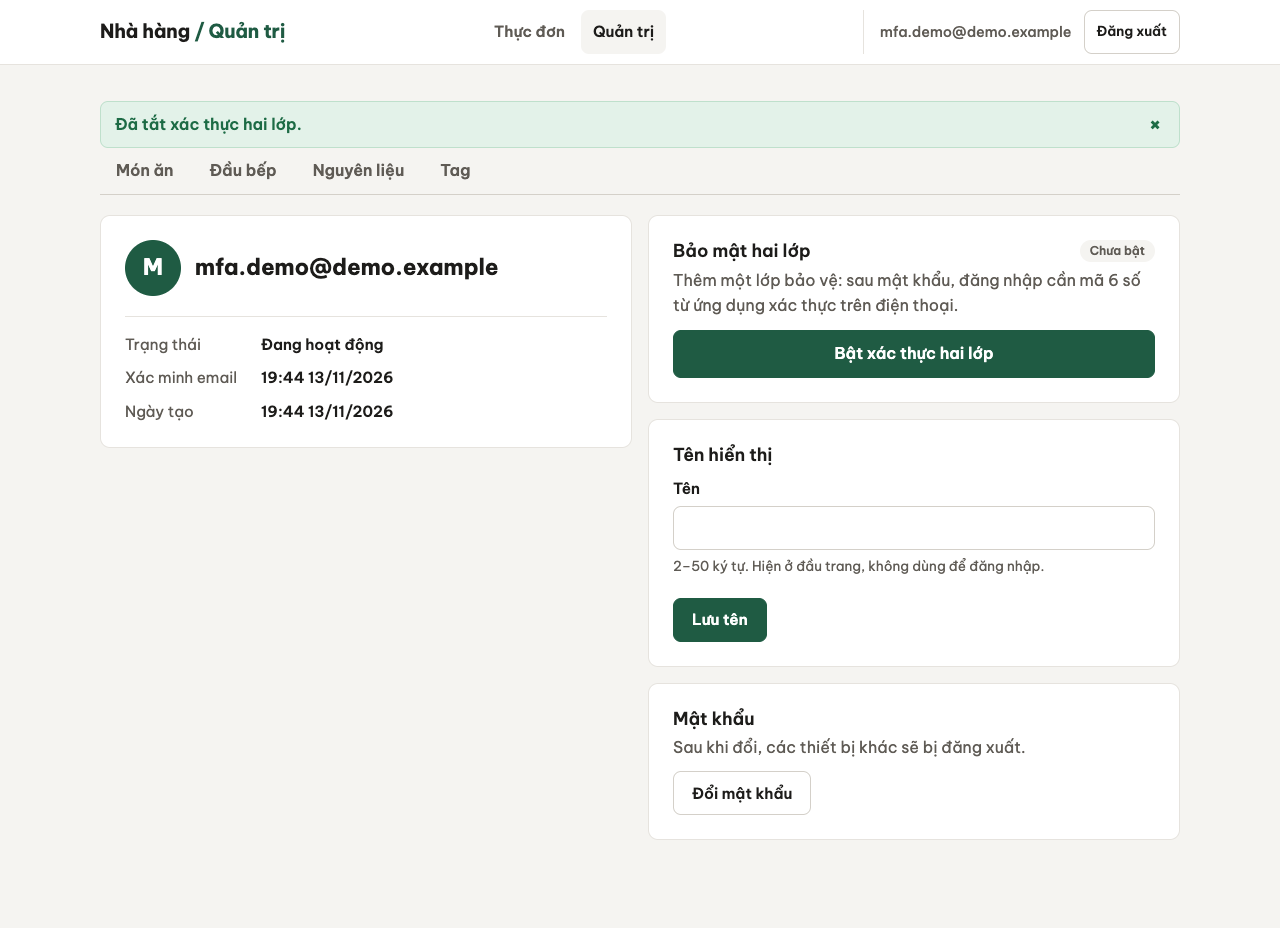 Nhà hàng / Quản trị
Thực đơn
Quản trị
mfa.demo@demo.example
Đăng xuất
Đã tắt xác thực hai lớp.
×
Món ăn
Đầu bếp
Nguyên liệu
Tag
M
mfa.demo@demo.example
Trạng thái
Đang hoạt động
Xác minh email
19:44 13/11/2026
Ngày tạo
19:44 13/11/2026
Bảo mật hai lớp
Chưa bật
Thêm một lớp bảo vệ: sau mật khẩu, đăng nhập cần mã 6 số
từ ứng dụng xác thực trên điện thoại.
Bật xác thực hai lớp
Tên hiển thị
Tên
2–50 ký tự. Hiện ở đầu trang, không dùng để đăng nhập.
Lưu tên
Mật khẩu
Sau khi đổi, các thiết bị khác sẽ bị đăng xuất.
Đổi mật khẩu